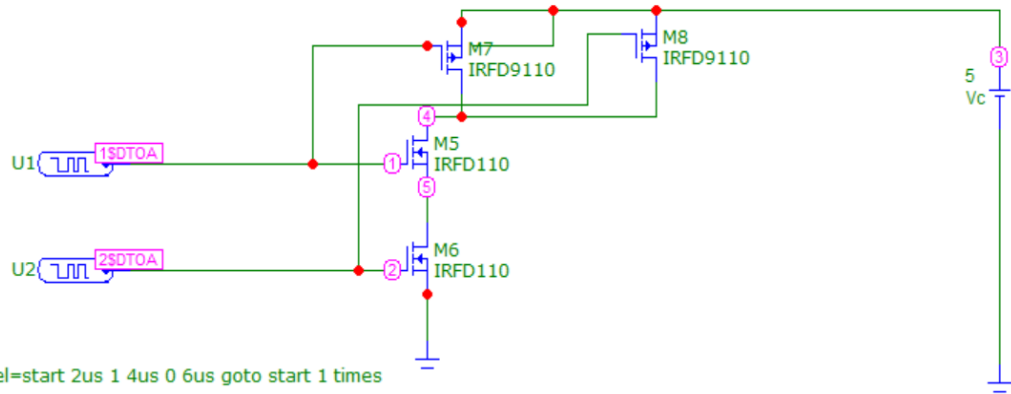 M7
IRFD9110
M8
IRFD9110
3
5
Vc
4
M5
IRFD110
U1
1$DTOA
1
5
M6
IRFD110
U2
2$DTOA
2
el=start 2us 1 4us 0 6us goto start 1 times